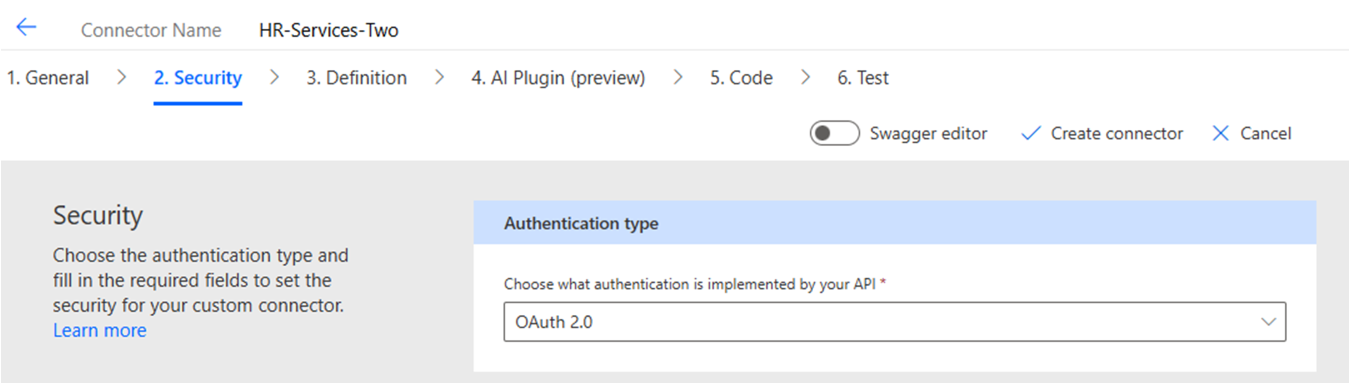 Connector Name HR-Services-Two
1. General > 2. Security > 3. Definition > 4. AI Plugin (preview) > 5. Code > 6. Test
Swagger editor Create connector Cancel
Security
Choose the authentication type and
fill in the required fields to set the
security for your custom connector.
Learn more
Authentication type
Choose what authentication is implemented by your API *
OAuth 2.0